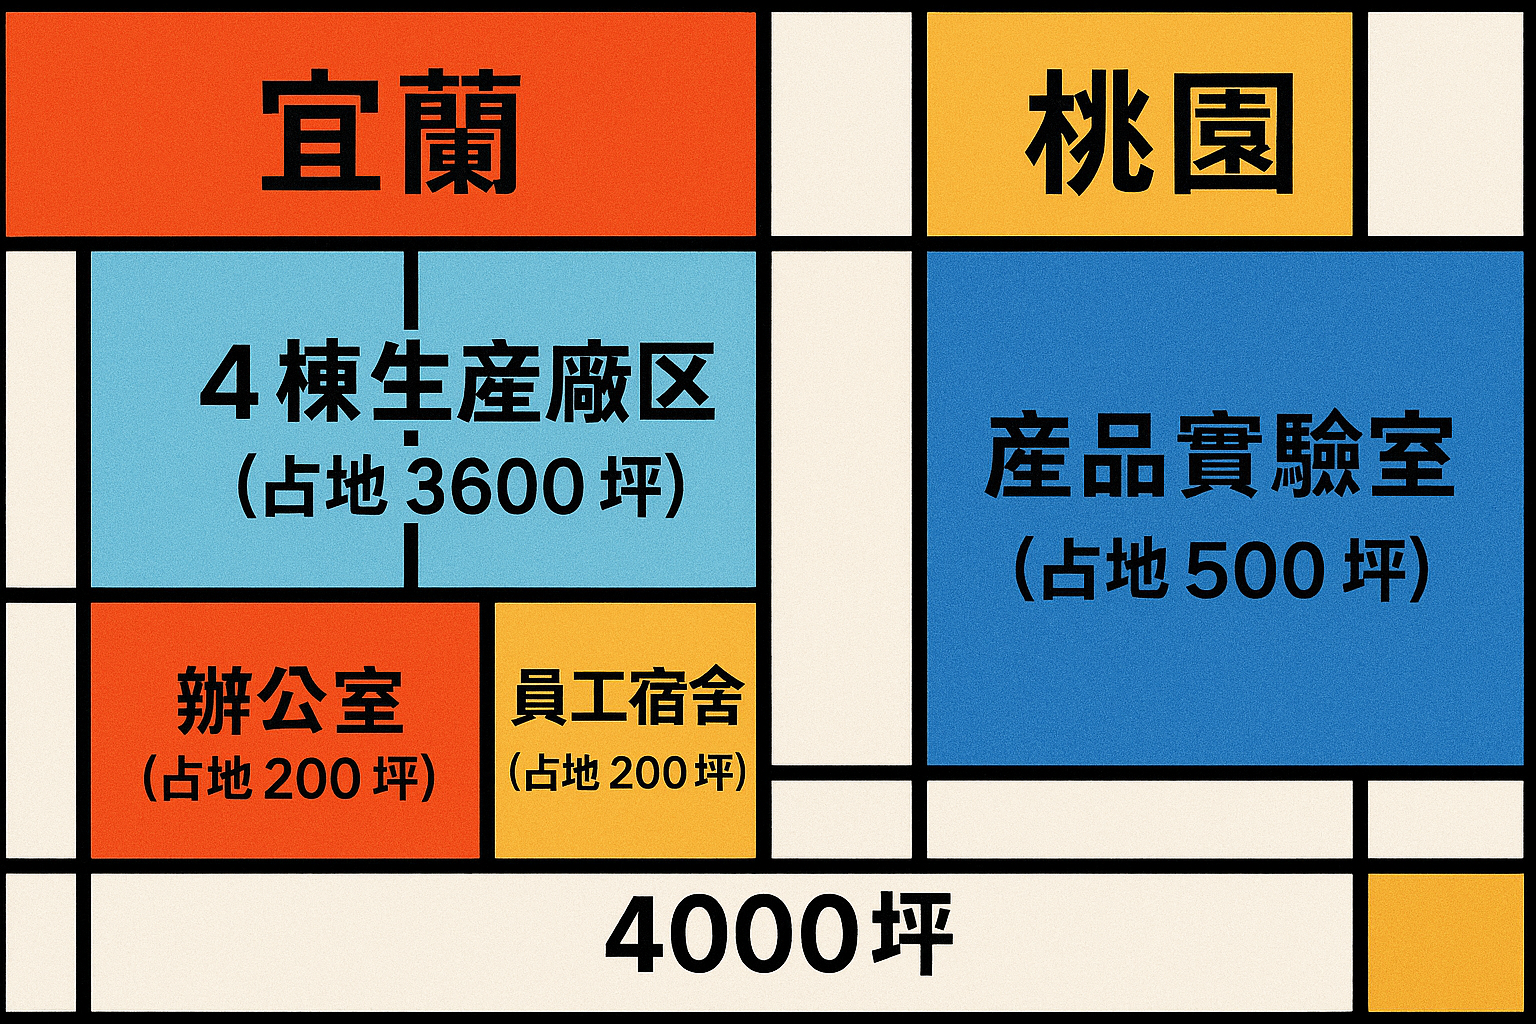 宜蘭
桃園
4棟生産廠区
(占地 3600 坪)
産品實驗室
(占地 500 坪)
辦公室
(占地 200 坪)
員工宿舍
(占地 200 坪)
4000坪